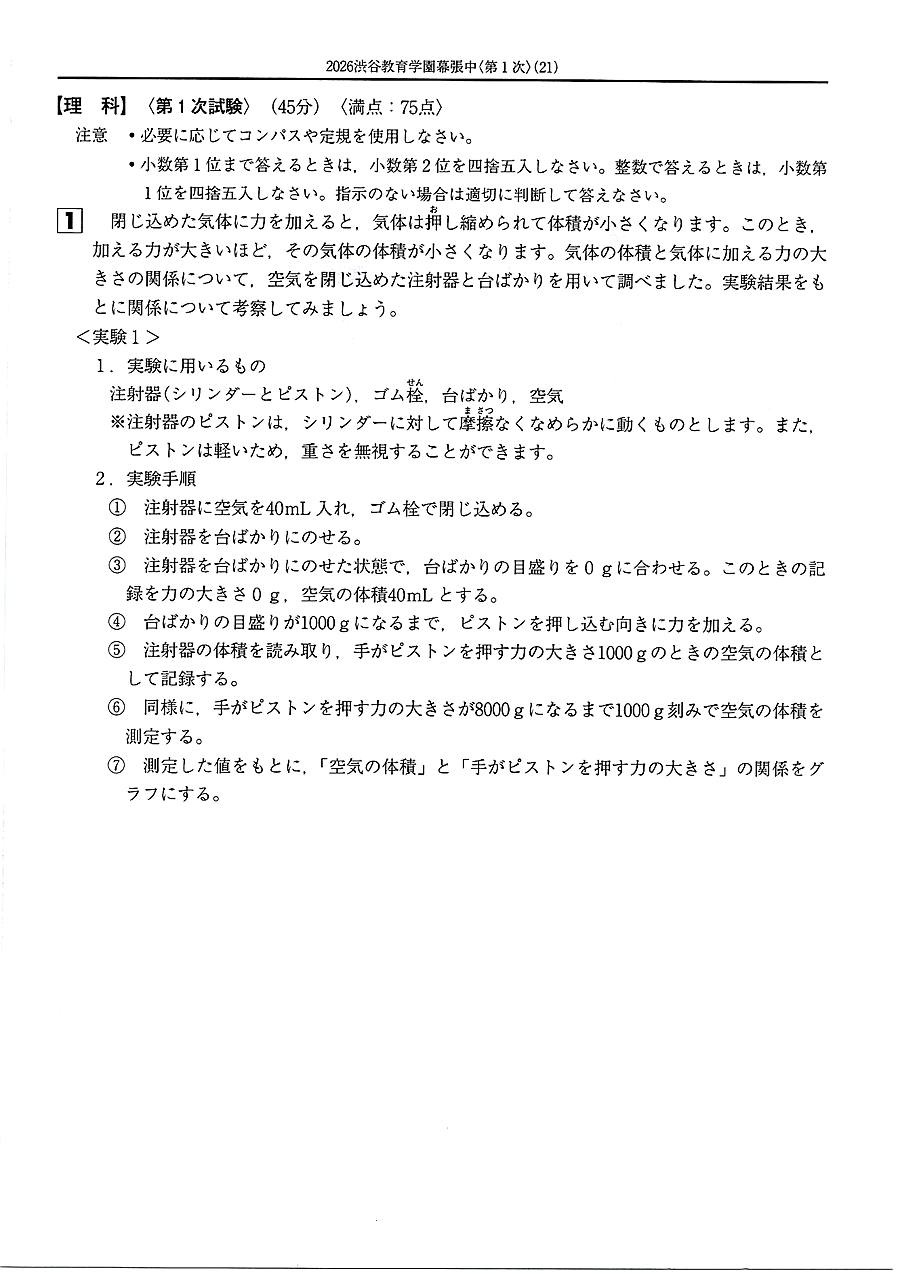 2026渋谷教育学園幕張中〈第1次〉(21)
【理　科】〈第1次試験〉（45分）〈満点：75点〉
注意　・必要に応じてコンパスや定規を使用しなさい。
・小数第1位まで答えるときは，小数第2位を四捨五入しなさい。整数で答えるときは，小数第
1位を四捨五入しなさい。指示のない場合は適切に判断して答えなさい。
1　閉じ込めた気体に力を加えると，気体は押し縮められて体積が小さくなります。このとき，
加える力が大きいほど，その気体の体積が小さくなります。気体の体積と気体に加える力の大
きさの関係について，空気を閉じ込めた注射器と台ばかりを用いて調べました。実験結果をも
とに関係について考察してみましょう。
＜実験1＞
1．実験に用いるもの
注射器(シリンダーとピストン)，ゴム栓，台ばかり，空気
※注射器のピストンは，シリンダーに対して摩擦なくなめらかに動くものとします。また，
ピストンは軽いため，重さを無視することができます。
2．実験手順
①　注射器に空気を40mL入れ，ゴム栓で閉じ込める。
②　注射器を台ばかりにのせる。
③　注射器を台ばかりにのせた状態で，台ばかりの目盛りを0gに合わせる。このときの記
録を力の大きさ0g，空気の体積40mLとする。
④　台ばかりの目盛りが1000gになるまで，ピストンを押し込む向きに力を加える。
⑤　注射器の体積を読み取り，手がピストンを押す力の大きさ1000gのときの空気の体積と
して記録する。
⑥　同様に，手がピストンを押す力の大きさが8000gになるまで1000g刻みで空気の体積を
測定する。
⑦　測定した値をもとに，「空気の体積」と「手がピストンを押す力の大きさ」の関係をグ
ラフにする。